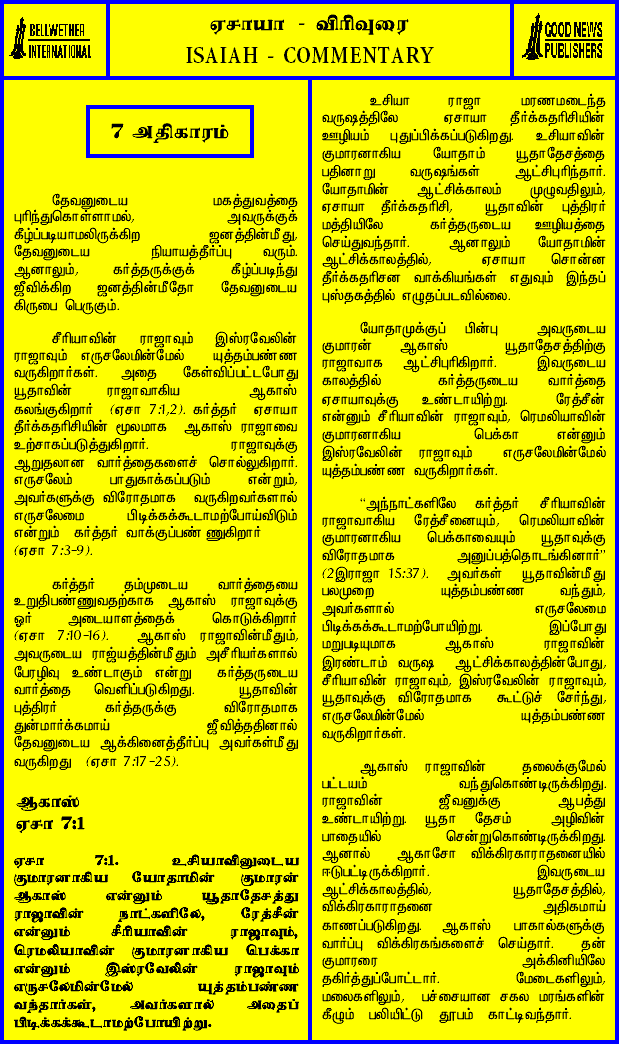 BELLWETHER
INTERNATIONAL
ஏசாயா - விரிவுரை
ISAIAH - COMMENTARY
GOOD NEWS
PUBLISHERS
7 அதிகாரம்
தேவனுடைய மகத்துவத்தை
புரிந்துகொள்ளாமல், அவருக்குக்
கீழ்ப்படியாமலிருக்கிற ஜனத்தின்மீது,
தேவனுடைய நியாயத்தீர்ப்பு வரும்.
ஆனாலும், கர்த்தருக்குக் கீழ்ப்படிந்து
ஜீவிக்கிற ஜனத்தின்மீதோ தேவனுடைய
கிருபை பெருகும்.
சீரியாவின் ராஜாவும் இஸ்ரவேலின்
ராஜாவும் எருசலேமின்மேல் யுத்தம்பண்ண
வருகிறார்கள். அதை கேள்விப்பட்டபோது
யூதாவின் ராஜாவாகிய ஆகாஸ்
கலங்குகிறார் (ஏசா 7:1,2). கர்த்தர் ஏசாயா
தீர்க்கதரிசியின் மூலமாக ஆகாஸ் ராஜாவை
உற்சாகப்படுத்துகிறார். ராஜாவுக்கு
ஆறுதலான வார்த்தைகளைச் சொல்லுகிறார்.
எருசலேம் பாதுகாக்கப்படும் என்றும்,
அவர்களுக்கு விரோதமாக வருகிறவர்களால்
எருசலேமை பிடிக்கக்கூடாமற்போய்விடும்
என்றும் கர்த்தர் வாக்குப்பண் ணுகிறார்
(ஏசா 7:3-9).
கர்த்தர் தம்முடைய வார்த்தையை
உறுதிபண்ணுவதற்காக ஆகாஸ் ராஜாவுக்கு
ஓர் அடையாளத்தைக் கொடுக்கிறார்
(ஏசா 7:10-16). ஆகாஸ் ராஜாவின்மீதும்,
அவருடைய ராஜ்யத்தின்மீதும் அசீரியர்களால்
பேரழிவு உண்டாகும் என்று கர்த்தருடைய
வார்த்தை வெளிப்படுகிறது. யூதாவின்
புத்திரர் கர்த்தருக்கு விரோதமாக
துன்மார்க்கமாய் ஜீவித்ததினால்
தேவனுடைய ஆக்கினைத்தீர்ப்பு அவர்கள்மீது
வருகிறது (ஏசா 7:17-25).
ஆகாஸ்
ஏசா 7:1
ஏசா 7:1. உசியாவினுடைய
குமாரனாகிய யோதாமின் குமாரன்
ஆகாஸ் என்னும் யூதாதேசத்து
ராஜாவின் நாட்களிலே, ரேத்சீன்
என்னும் சீரியாவின் ராஜாவும்,
ரெமலியாவின் குமாரனாகிய பெக்கா
என்னும் இஸ்ரவேலின் ராஜாவும்
எருசலேமின்மேல் யுத்தம்பண்ண
வந்தார்கள், அவர்களால் அதைப்
பிடிக்கக்கூடாமற்போயிற்று.
உசியா ராஜா மரணமடைந்த
வருஷத்திலே ஏசாயா தீர்க்கதரிசியின்
ஊழியம் புதுப்பிக்கப்படுகிறது. உசியாவின்
குமாரனாகிய யோதாம் யூதாதேசத்தை
பதினாறு வருஷங்கள் ஆட்சிபுரிந்தார்.
யோதாமின் ஆட்சிக்காலம் முழுவதிலும்,
ஏசாயா தீர்க்கதரிசி, யூதாவின் புத்திரர்
மத்தியிலே கர்த்தருடைய ஊழியத்தை
செய்துவந்தார். ஆனாலும் யோதாமின்
ஆட்சிக்காலத்தில், ஏசாயா சொன்ன
தீர்க்கதரிசன வாக்கியங்கள் எதுவும் இந்தப்
புஸ்தகத்தில் எழுதப்படவில்லை.
யோதாமுக்குப் பின்பு அவருடைய
குமாரன் ஆகாஸ் யூதாதேசத்திற்கு
ராஜாவாக ஆட்சிபுரிகிறார். இவருடைய
காலத்தில் கர்த்தருடைய வார்த்தை
ஏசாயாவுக்கு உண்டாயிற்று. ரேத்சீன்
என்னும் சீரியாவின் ராஜாவும், ரெமலியாவின்
குமாரனாகிய பெக்கா என்னும்
இஸ்ரவேலின் ராஜாவும் எருசலேமின்மேல்
யுத்தம்பண்ண வருகிறார்கள்.
“அந்நாட்களிலே கர்த்தர் சீரியாவின்
ராஜாவாகிய ரேத்சீனையும், ரெமலியாவின்
குமாரனாகிய பெக்காவையும் யூதாவுக்கு
விரோதமாக அனுப்பத்தொடங்கினார்”
(2இராஜா 15:37). அவர்கள் யூதாவின்மீது
பலமுறை யுத்தம்பண்ண வந்தும்,
அவர்களால் எருசலேமை
பிடிக்கக்கூடாமற்போயிற்று. இப்போது
மறுபடியுமாக ஆகாஸ் ராஜாவின்
இரண்டாம் வருஷ ஆட்சிக்காலத்தின்போது,
சீரியாவின் ராஜாவும், இஸ்ரவேலின் ராஜாவும்,
யூதாவுக்கு விரோதமாக கூட்டுச் சேர்ந்து,
எருசலேமின்மேல் யுத்தம்பண்ண
வருகிறார்கள்.
ஆகாஸ் ராஜாவின் தலைக்குமேல்
பட்டயம் வந்துகொண்டிருக்கிறது.
ராஜாவின் ஜீவனுக்கு ஆபத்து
உண்டாயிற்று. யூதா தேசம் அழிவின்
பாதையில் சென்றுகொண்டிருக்கிறது.
ஆனால் ஆகாசோ விக்கிரகாராதனையில்
ஈடுபட்டிருக்கிறார். இவருடைய
ஆட்சிக்காலத்தில், யூதாதேசத்தில்,
விக்கிரகாராதனை அதிகமாய்
காணப்படுகிறது. ஆகாஸ் பாகால்களுக்கு
வார்ப்பு விக்கிரகங்களைச் செய்தார். தன்
குமாரரை அக்கினியிலே
தகிர்த்துப்போட்டார். மேடைகளிலும்,
மலைகளிலும், பச்சையான சகல மரங்களின்
கீழும் பலியிட்டு தூபம் காட்டிவந்தார்.